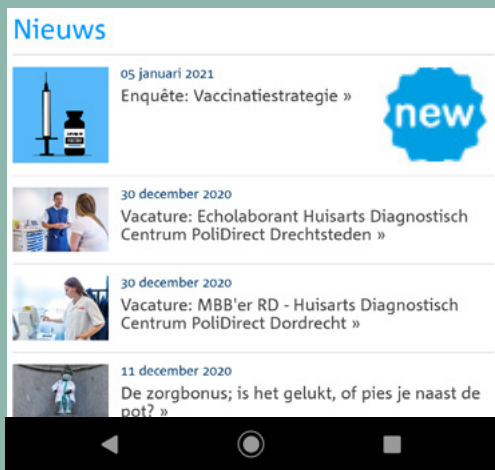 Nieuws
05 januari 2021
Enquête: Vaccinatiestrategie »
new
30 december 2020
Vacature: Echolaborant Huisarts Diagnostisch
Centrum PoliDirect Drechtsteden »
30 december 2020
Vacature: MBB'er RD - Huisarts Diagnostisch
Centrum PoliDirect Dordrecht »
11 december 2020
De zorgbonus; is het gelukt, of pies je naast de
pot? »